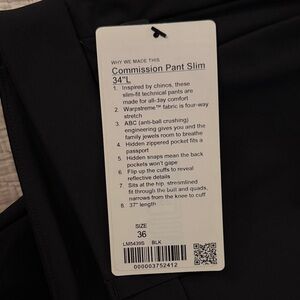 WHY WE MADE THIS
Commission Pant Slim
34"L
1. Inspired by chinos, these
slim-fit technical pants are
made for all-day comfort
2. Warpstreme™ fabric is four-way
stretch
3. ABC (anti-ball crushing)
engineering gives you and the
family jewels room to breathe
4. Hidden zippered pocket fits a
passport
5. Hidden snaps mean the back
pockets won't gape
6. Flip up the cuffs to reveal
reflective details
7. Sits at the hip, streamlined
fit through the butt and quads,
narrows from the knee to cuff
8. 37" length
SIZE
36
LM5439S BLK
000003752412